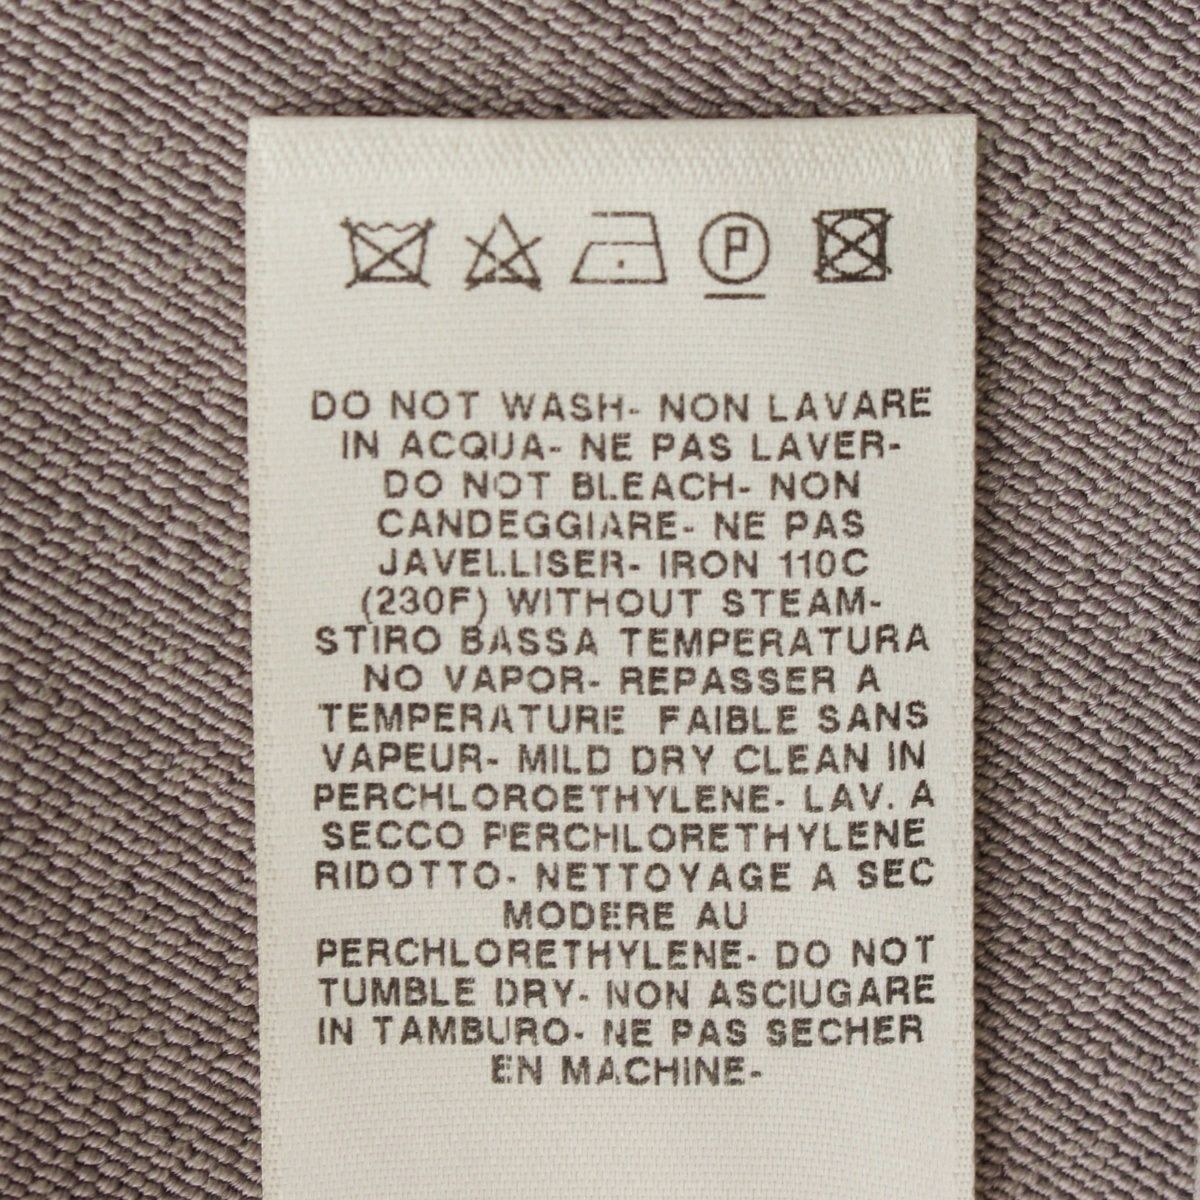 P
DO NOT WASH- NON LAVARE
IN ACQUA- NE PAS LAVER-
DO NOT BLEACH- NON
CANDEGGIARE- NE PAS
JAVELLISER- IRON 110C
(230F) WITHOUT STEAM-
STIRO BASSA TEMPERATURA
NO VAPOR- REPASSER A
TEMPERATURE FAIBLE SANS
VAPEUR- MILD DRY CLEAN IN
PERCHLOROETHYLENE- LAV. A
SECCO PERCHLORETHYLENE
RIDOTTO- NETTOYAGE A SEC
MODERE AU
PERCHLORETHYLENE- DO NOT
TUMBLE DRY- NON ASCIUGARE
IN TAMBURO- NE PAS SECHER
EN MACHINE-